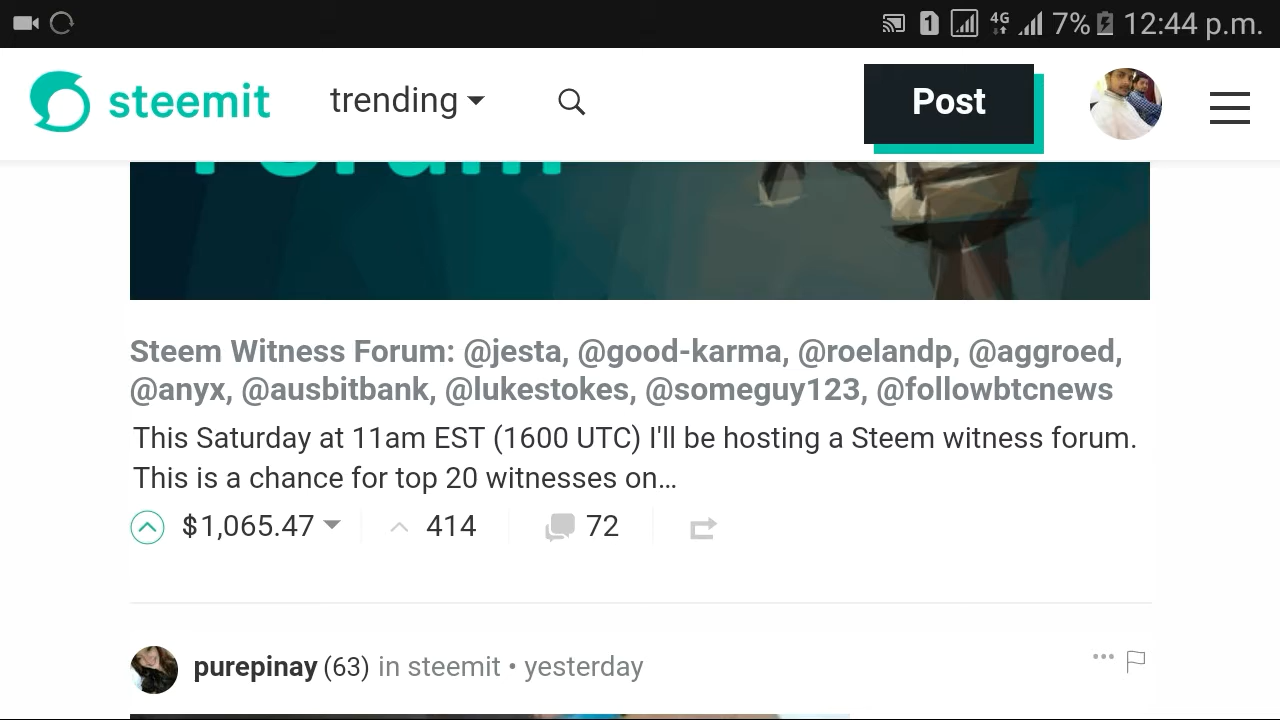 1 4G 7% 12:44 p.m.
steemit trending Post
Forum
Steem Witness Forum: @jesta, @good-karma, @roelandp, @aggroed,
@anyx, @ausbitbank, @lukestokes, @someguy123, @followbtcnews
This Saturday at 11am EST (1600 UTC) I'll be hosting a Steem witness forum.
This is a chance for top 20 witnesses on…
$1,065.47 414 72
purepinay (63) in steemit • yesterday